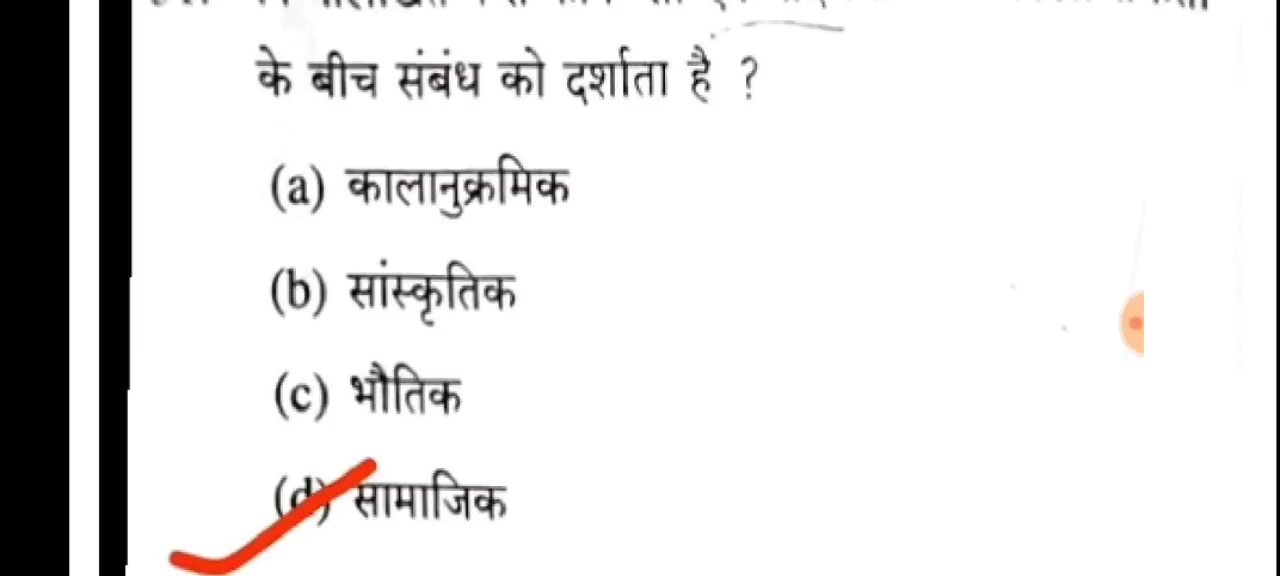 के बीच संबंध को दर्शाता है ?
(a) कालानुक्रमिक
(b) सांस्कृतिक
(c) भौतिक
(d) सामाजिक